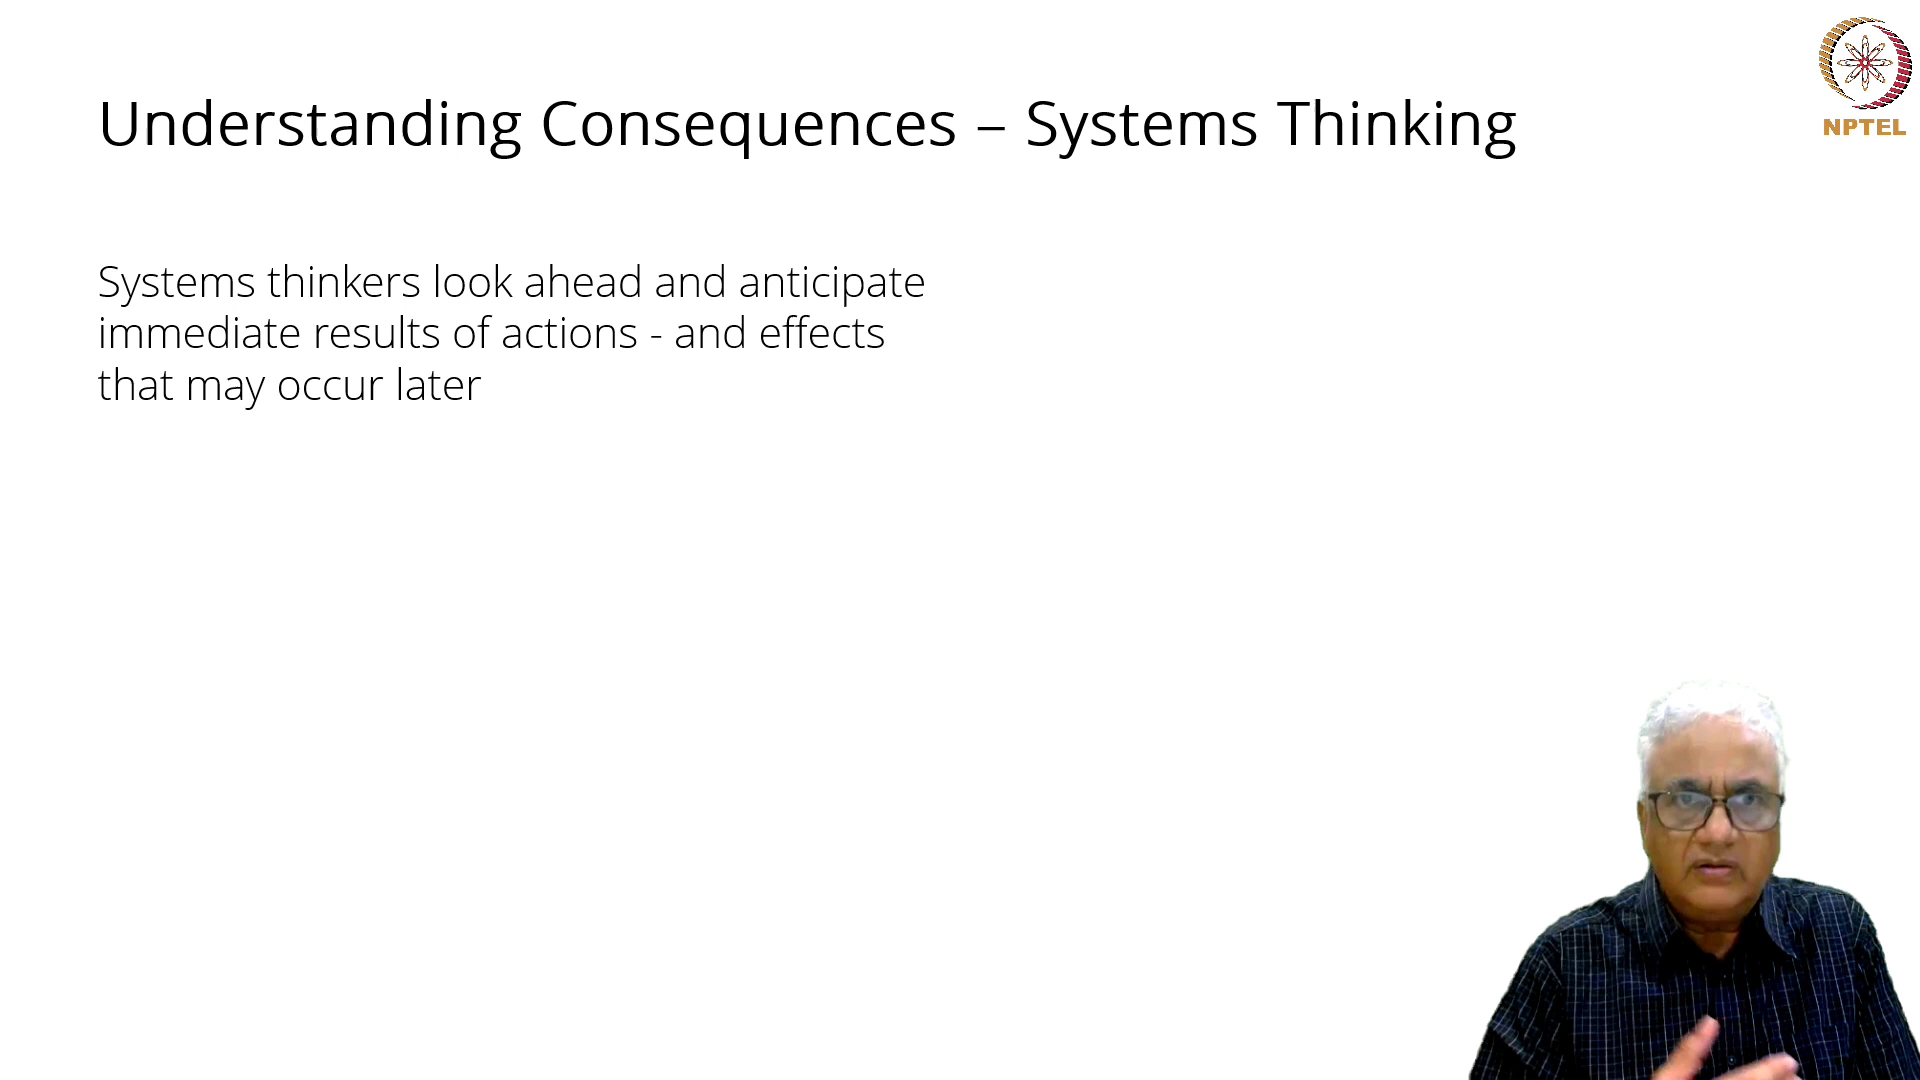 NPTEL
Understanding Consequences – Systems Thinking
Systems thinkers look ahead and anticipate
immediate results of actions - and effects
that may occur later